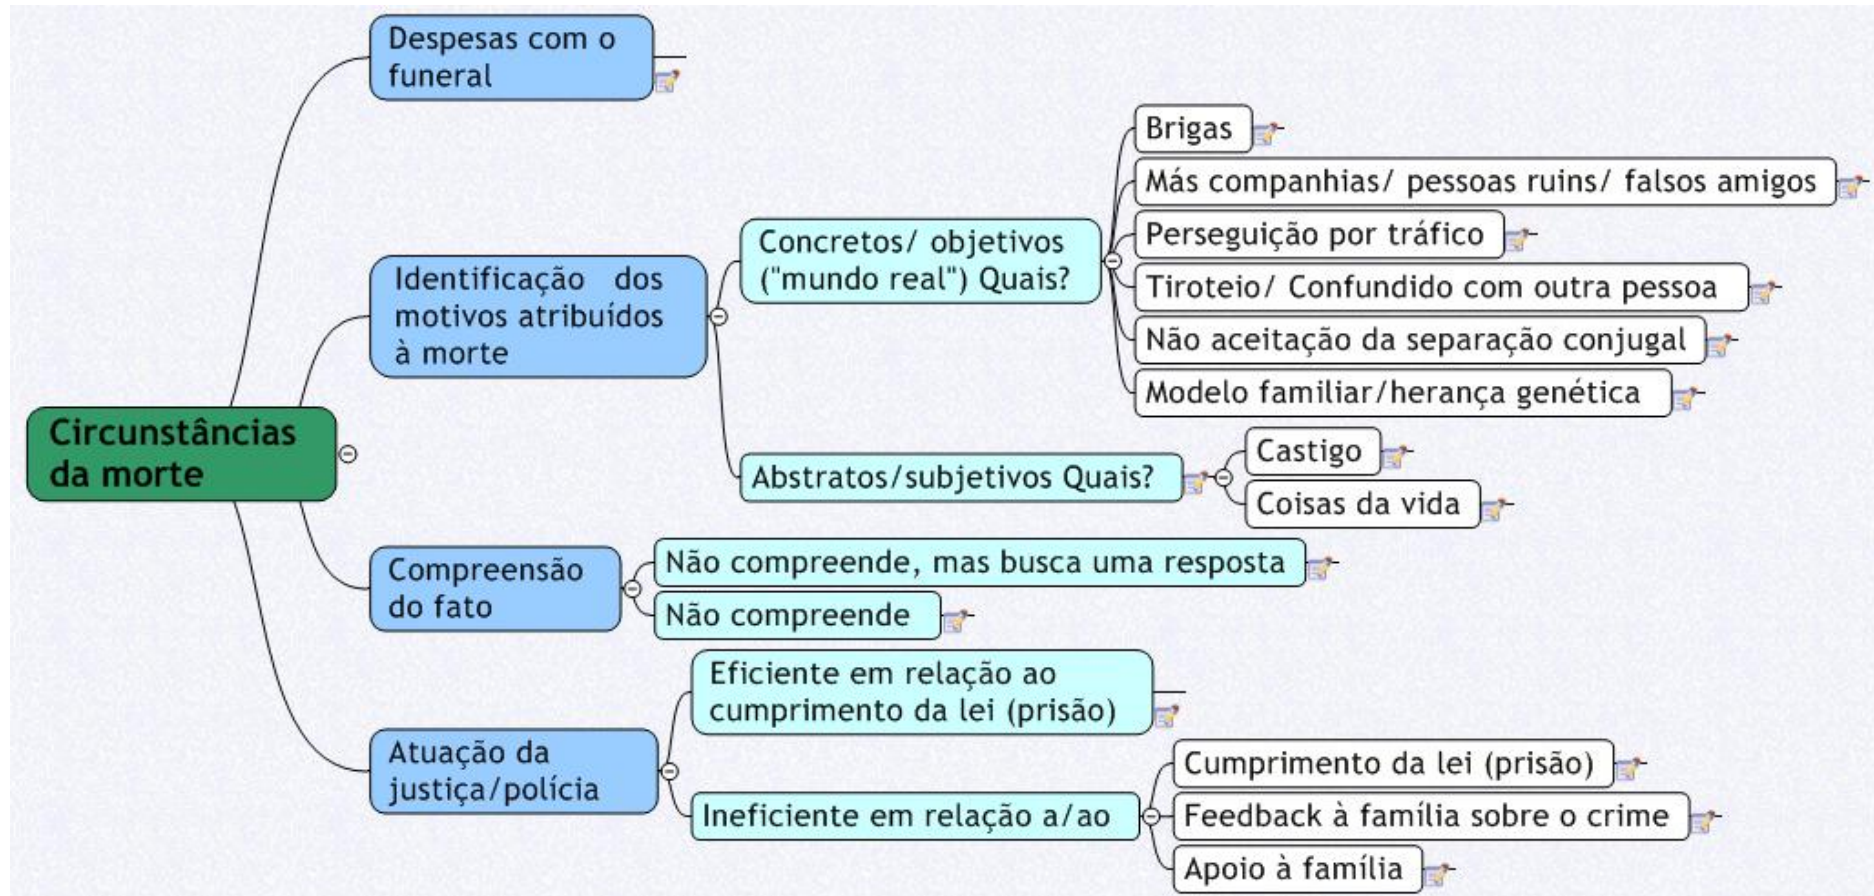 Despesas com o
funeral
Brigas
Más companhias/ pessoas ruins/ falsos amigos
Concretos/ objetivos
("mundo real") Quais?
Perseguição por tráfico
Tiroteio/ Confundido com outra pessoa
Identificação dos
motivos atribuídos
à morte
Não aceitação da separação conjugal
Modelo familiar/herança genética
Circunstâncias
da morte
Abstratos/subjetivos Quais?
Castigo
Coisas da vida
Compreensão
do fato
Não compreende, mas busca uma resposta
Não compreende
Eficiente em relação ao
cumprimento da lei (prisão)
Atuação da
justiça/polícia
Ineficiente em relação a/ao
Cumprimento da lei (prisão)
Feedback à família sobre o crime
Apoio à família